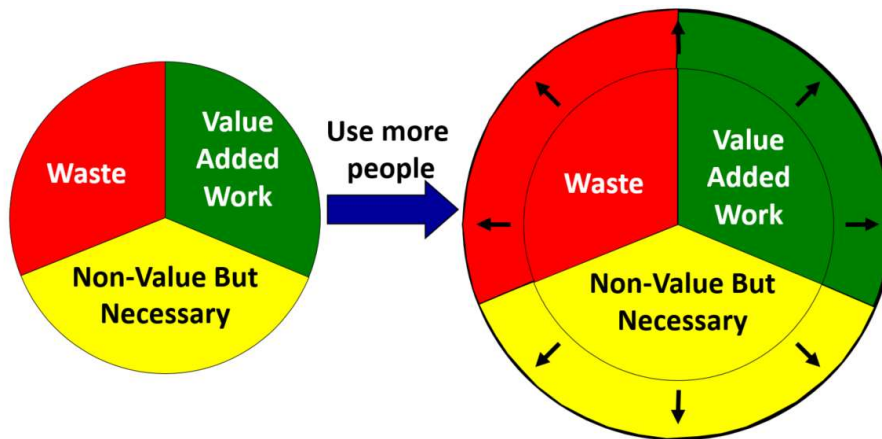 Waste
Value
Added
Work
Non-Value But
Necessary
Use more
people
Waste
Value
Added
Work
Non-Value But
Necessary